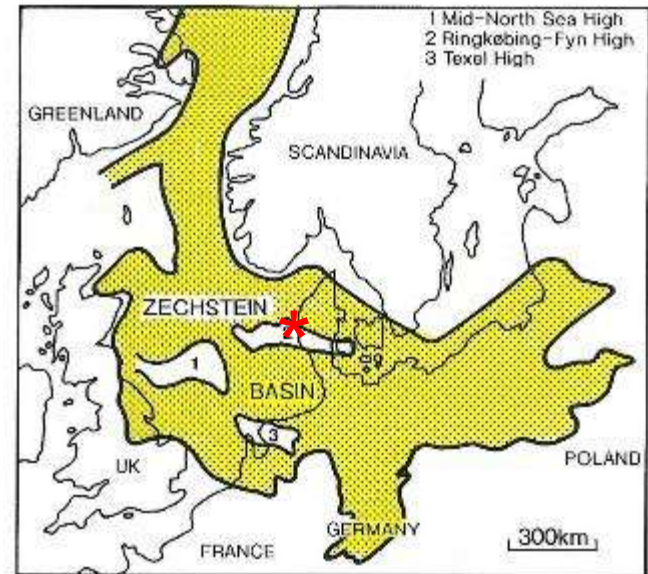 1 Mid-North Sea High
2 Ringkøbing-Fyn High
3 Texel High
GREENLAND
SCANDINAVIA
ZECHSTEIN
*
1
BASIN
3
UK
POLAND
GERMANY
FRANCE
300km